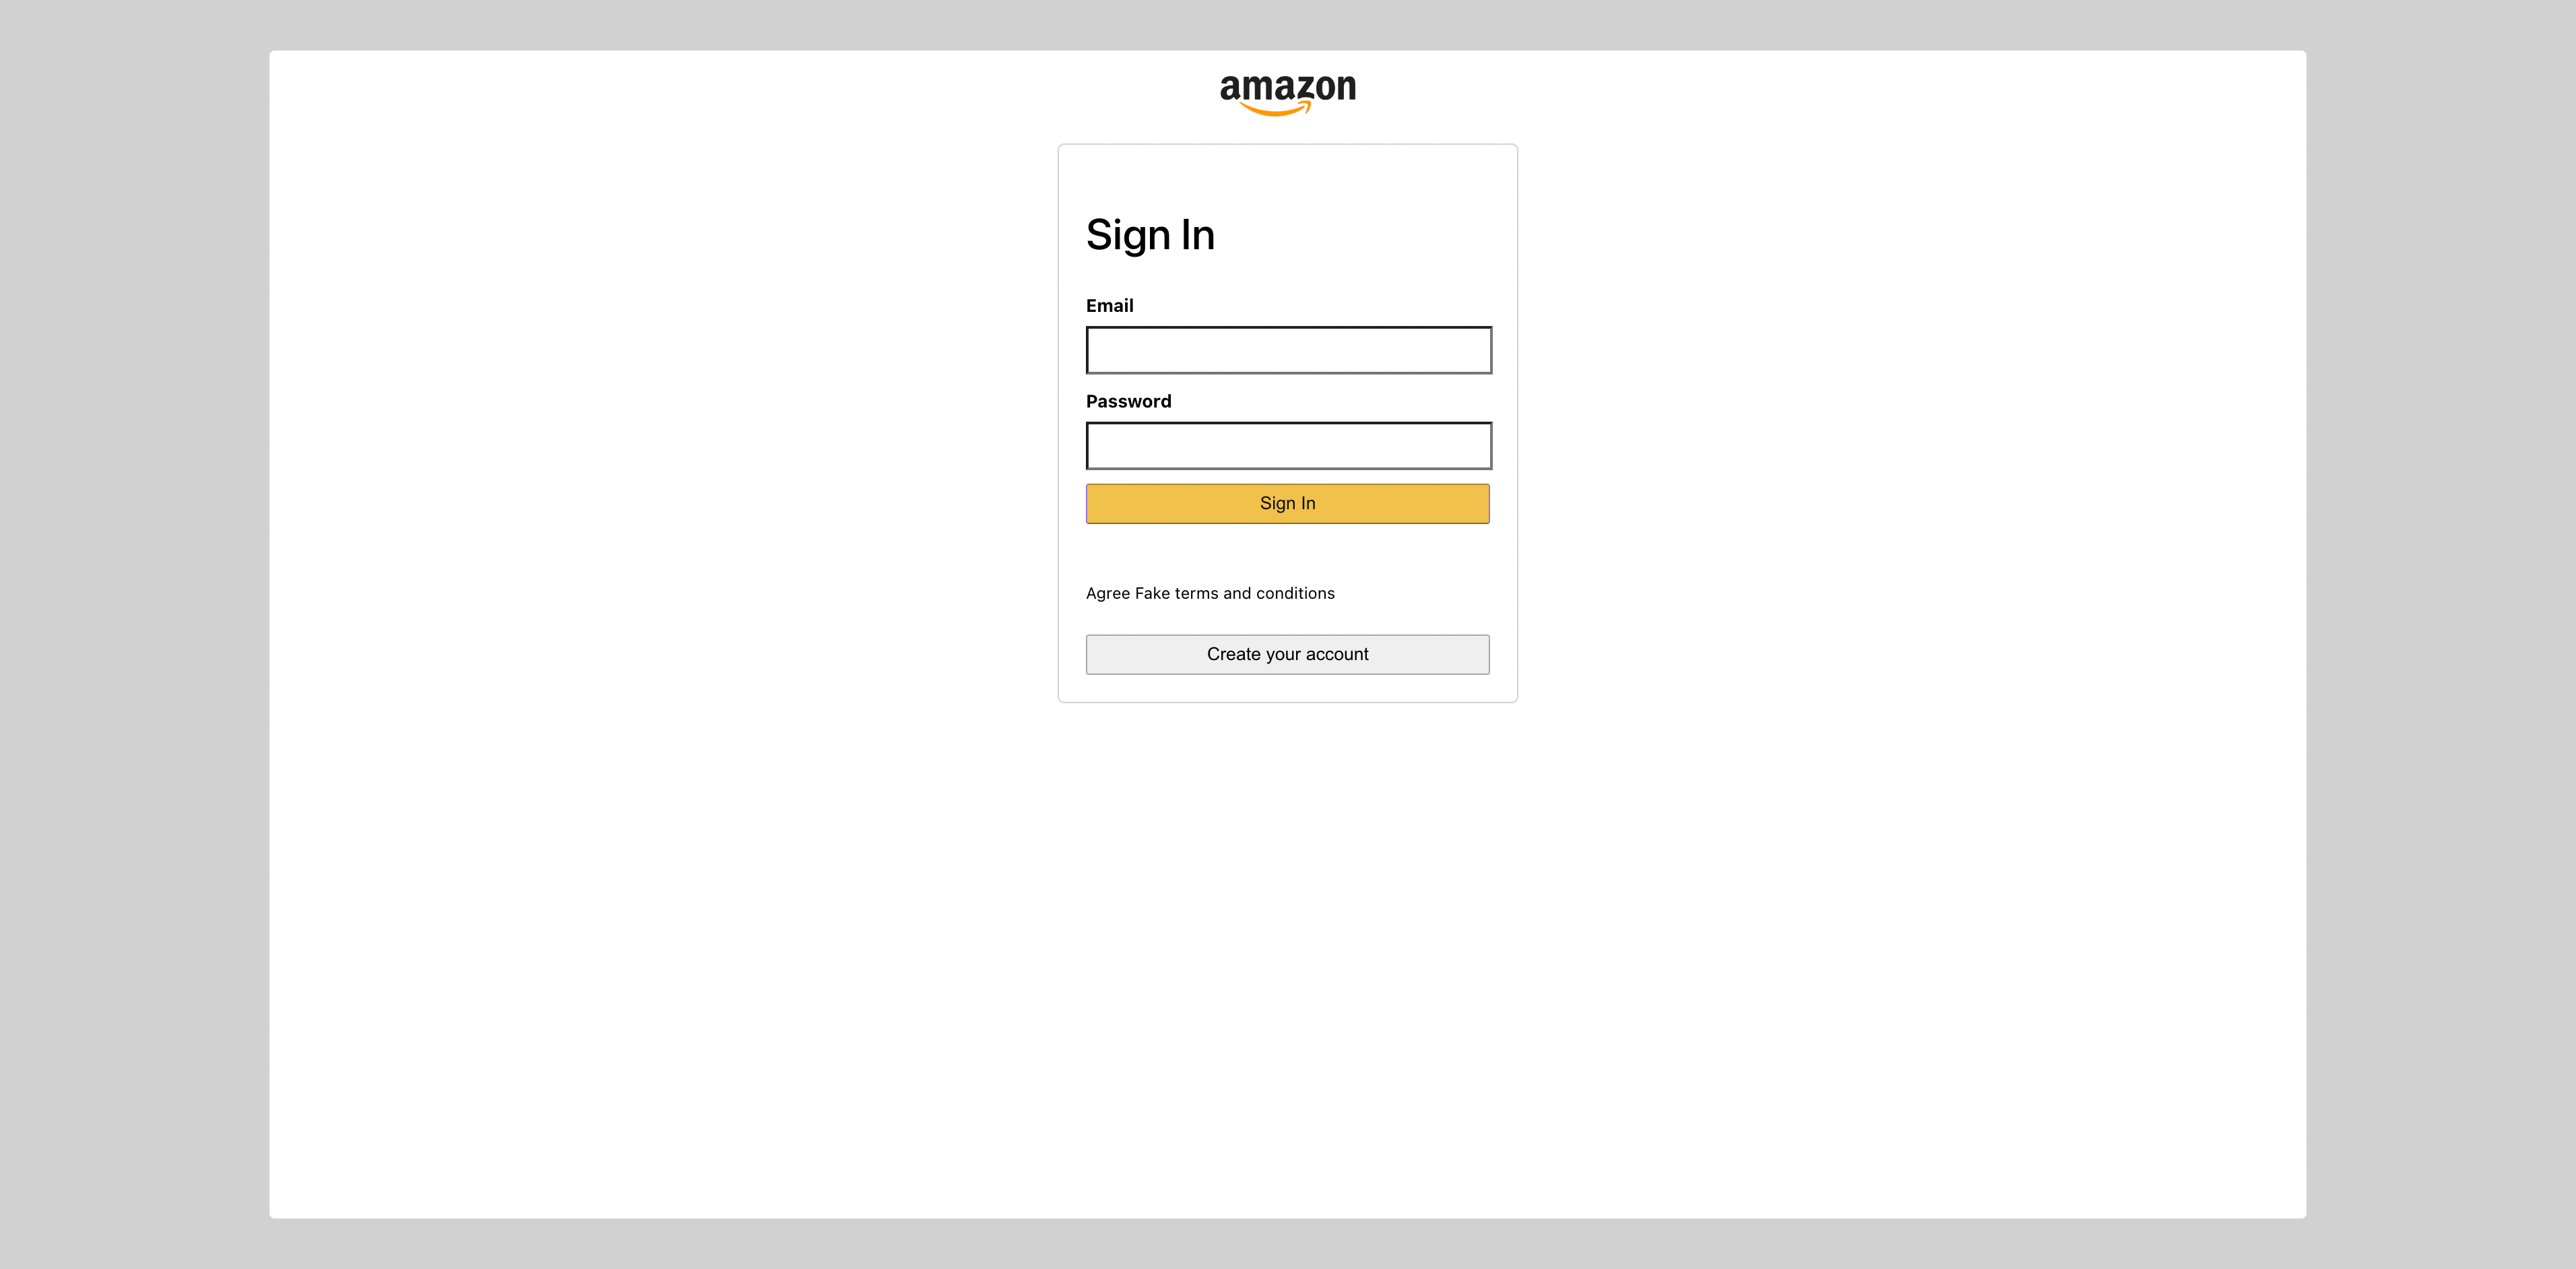 amazon
Sign In
Email
Password
Sign In
Agree Fake terms and conditions
Create your account